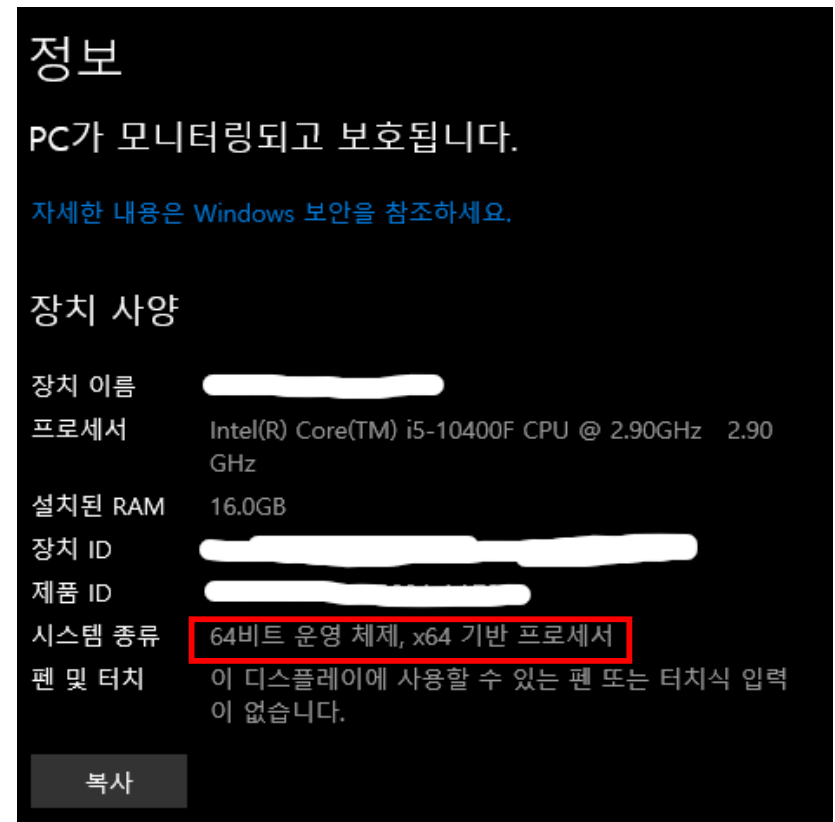 정보
PC가 모니터링되고 보호됩니다.
자세한 내용은 Windows 보안을 참조하세요.
장치 사양
장치 이름
프로세서 Intel(R) Core(TM) i5-10400F CPU @ 2.90GHz 2.90
GHz
설치된 RAM 16.0GB
장치 ID
제품 ID
시스템 종류 64비트 운영 체제, x64 기반 프로세서
펜 및 터치 이 디스플레이에 사용할 수 있는 펜 또는 터치식 입력
이 없습니다.
복사